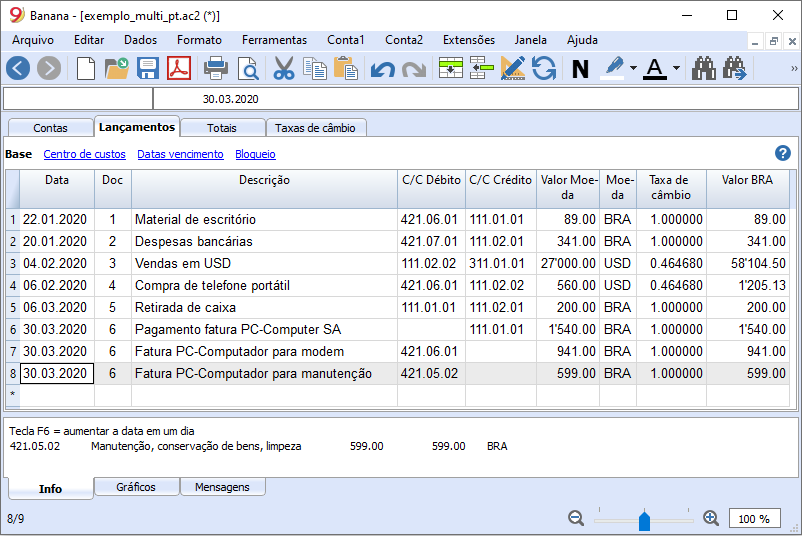 Banana - [exemplo_multi_pt.ac2 (*)]
Arquivo Editar Dados Formato Ferramentas Conta1 Conta2 Extensões Janela Ajuda
N A
30.03.2020
Contas Lançamentos Totais Taxas de câmbio
Base Centro de custos Datas vencimento Bloqueio ?
Data Doc Descrição C/C Débito C/C Crédito Valor Moe- Moe- Taxa de Valor BRA
da da câmbio
1 22.01.2020 1 Material de escritório 421.06.01 111.01.01 89.00 BRA 1.000000 89.00
2 20.01.2020 2 Despesas bancárias 421.07.01 111.02.01 341.00 BRA 1.000000 341.00
3 04.02.2020 3 Vendas em USD 111.02.02 311.01.01 27'000.00 USD 0.464680 58'104.50
4 06.02.2020 4 Compra de telefone portátil 421.06.01 111.02.02 560.00 USD 0.464680 1'205.13
5 06.03.2020 5 Retirada de caixa 111.01.01 111.02.01 200.00 BRA 1.000000 200.00
6 30.03.2020 6 Pagamento fatura PC-Computer SA 111.01.01 1'540.00 BRA 1.000000 1'540.00
7 30.03.2020 6 Fatura PC-Computador para modem 421.06.01 941.00 BRA 1.000000 941.00
8 30.03.2020 6 Fatura PC-Computador para manutenção 421.05.02 599.00 BRA 1.000000 599.00
*
Tecla F6 = aumentar a data em um dia
421.05.02 Manutenção, conservação de bens, limpeza 599.00 599.00 BRA
Info Gráficos Mensagens
8/9 100 %